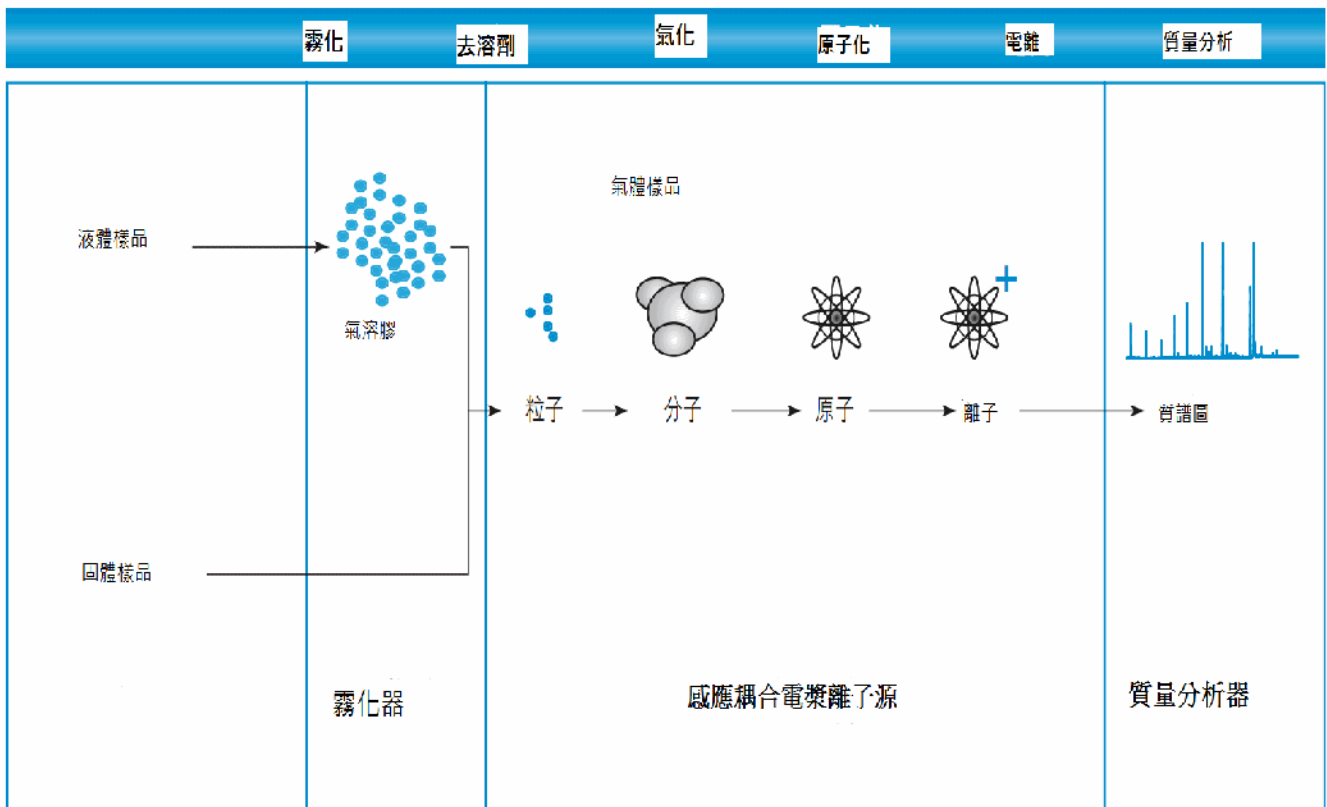 霧化
去溶劑
氣化
原子化
電離
質量分析
氣體樣品
液體樣品
氣溶膠
粒子
分子
原子
離子
質譜圖
固體樣品
霧化器
感應耦合電漿離子源
質量分析器